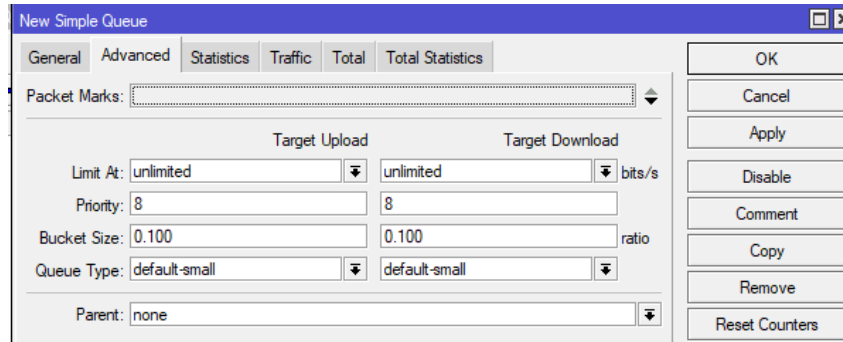 New Simple Queue
General Advanced Statistics Traffic Total Total Statistics
OK
Packet Marks:
Cancel
Target Upload Target Download
Apply
Limit At: unlimited unlimited bits/s
Disable
Priority: 8 8
Comment
Bucket Size: 0.100 0.100 ratio
Copy
Queue Type: default-small default-small
Remove
Parent: none
Reset Counters